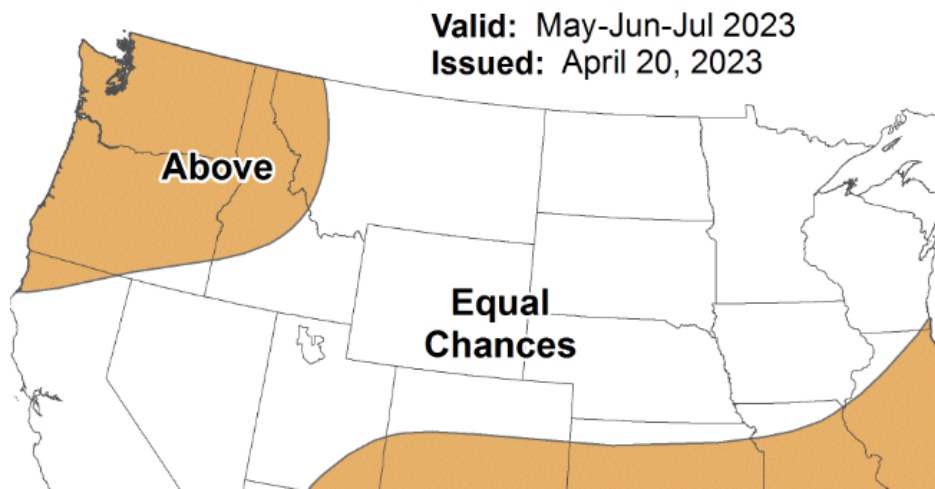 Valid: May-Jun-Jul 2023
Issued: April 20, 2023
Above
Equal
Chances